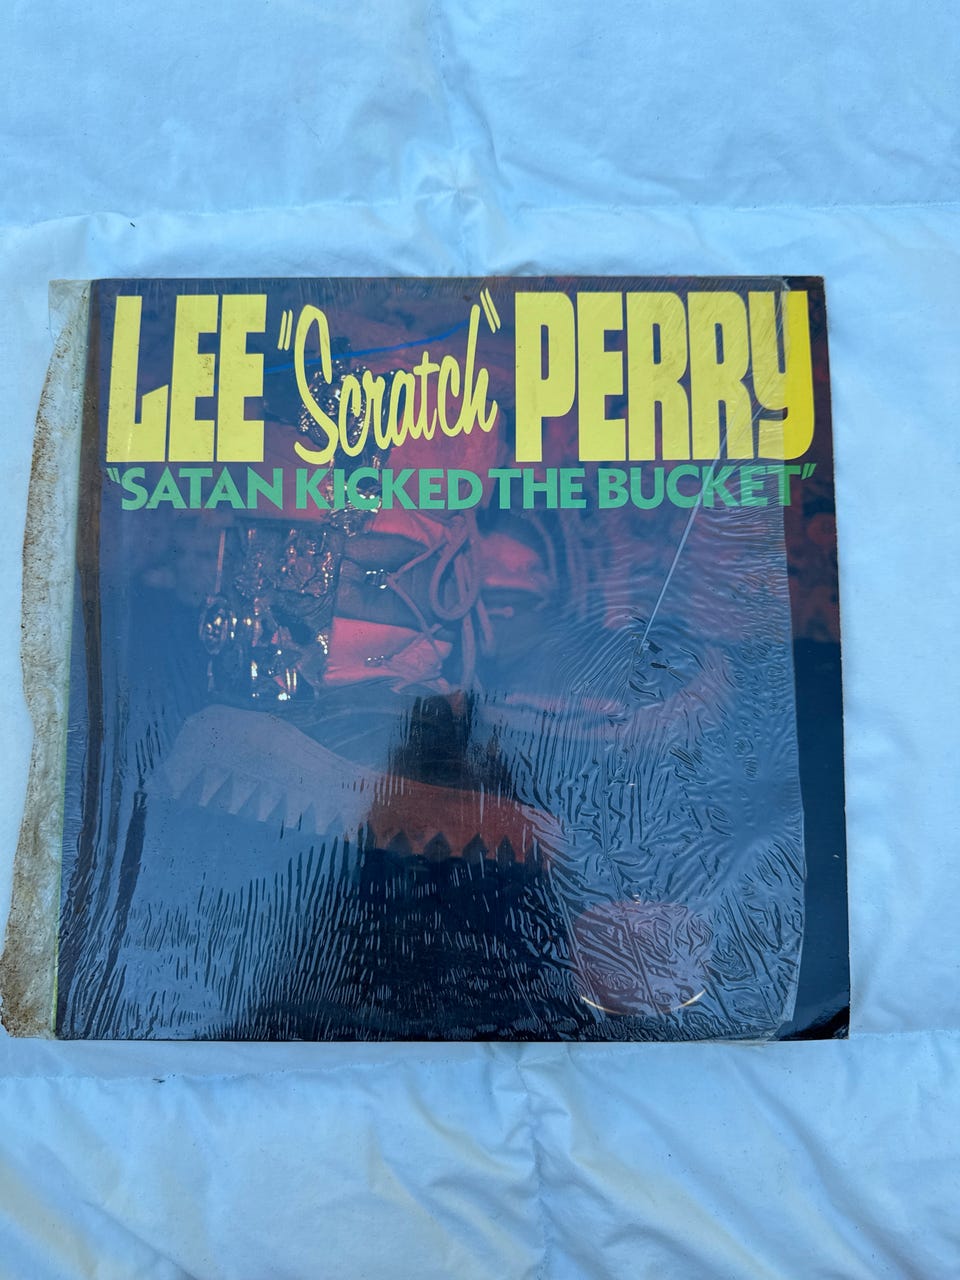 LEE "Scratch" PERRY
"SATAN KICKED THE BUCKET"